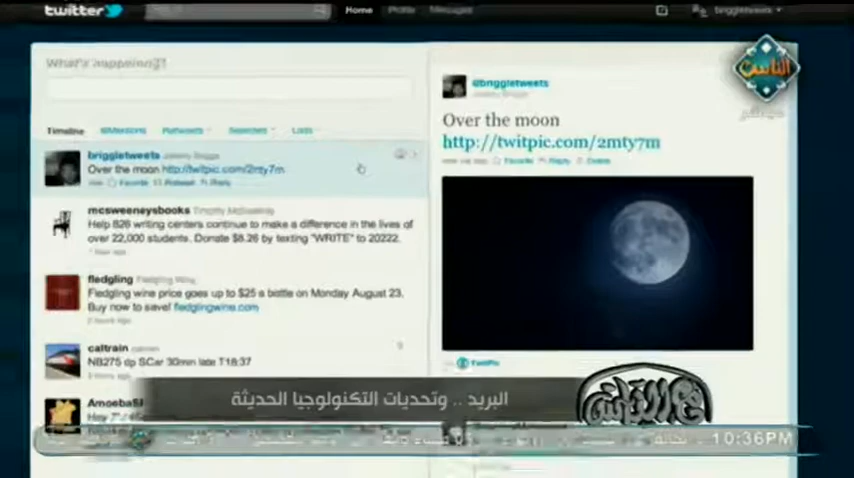 twitter
Home Profile Messages
briggletweets
What's happening?
الناس
مباشر
@briggletweets
Over the moon
http://twitpic.com/2mty7m
Favorite Reply Delete
TwitPic
Timeline @Mentions Retweets Searches Lists
briggletweets
Over the moon http://twitpic.com/2mty7m
Favorite Retweet Reply
mcsweeneysbooks
Help 826 writing centers continue to make a difference in the lives of
over 22,000 students. Donate $8.26 by texting "WRITE" to 20222.
fledgling Fledgling Wine
Fledgling wine price goes up to $25 a bottle on Monday August 23.
Buy now to save! fledglingwine.com
caltrain
NB275 dp SCar 30min late T18:37
البريد .. وتحديات التكنولوجيا الحديثة
10:36PM